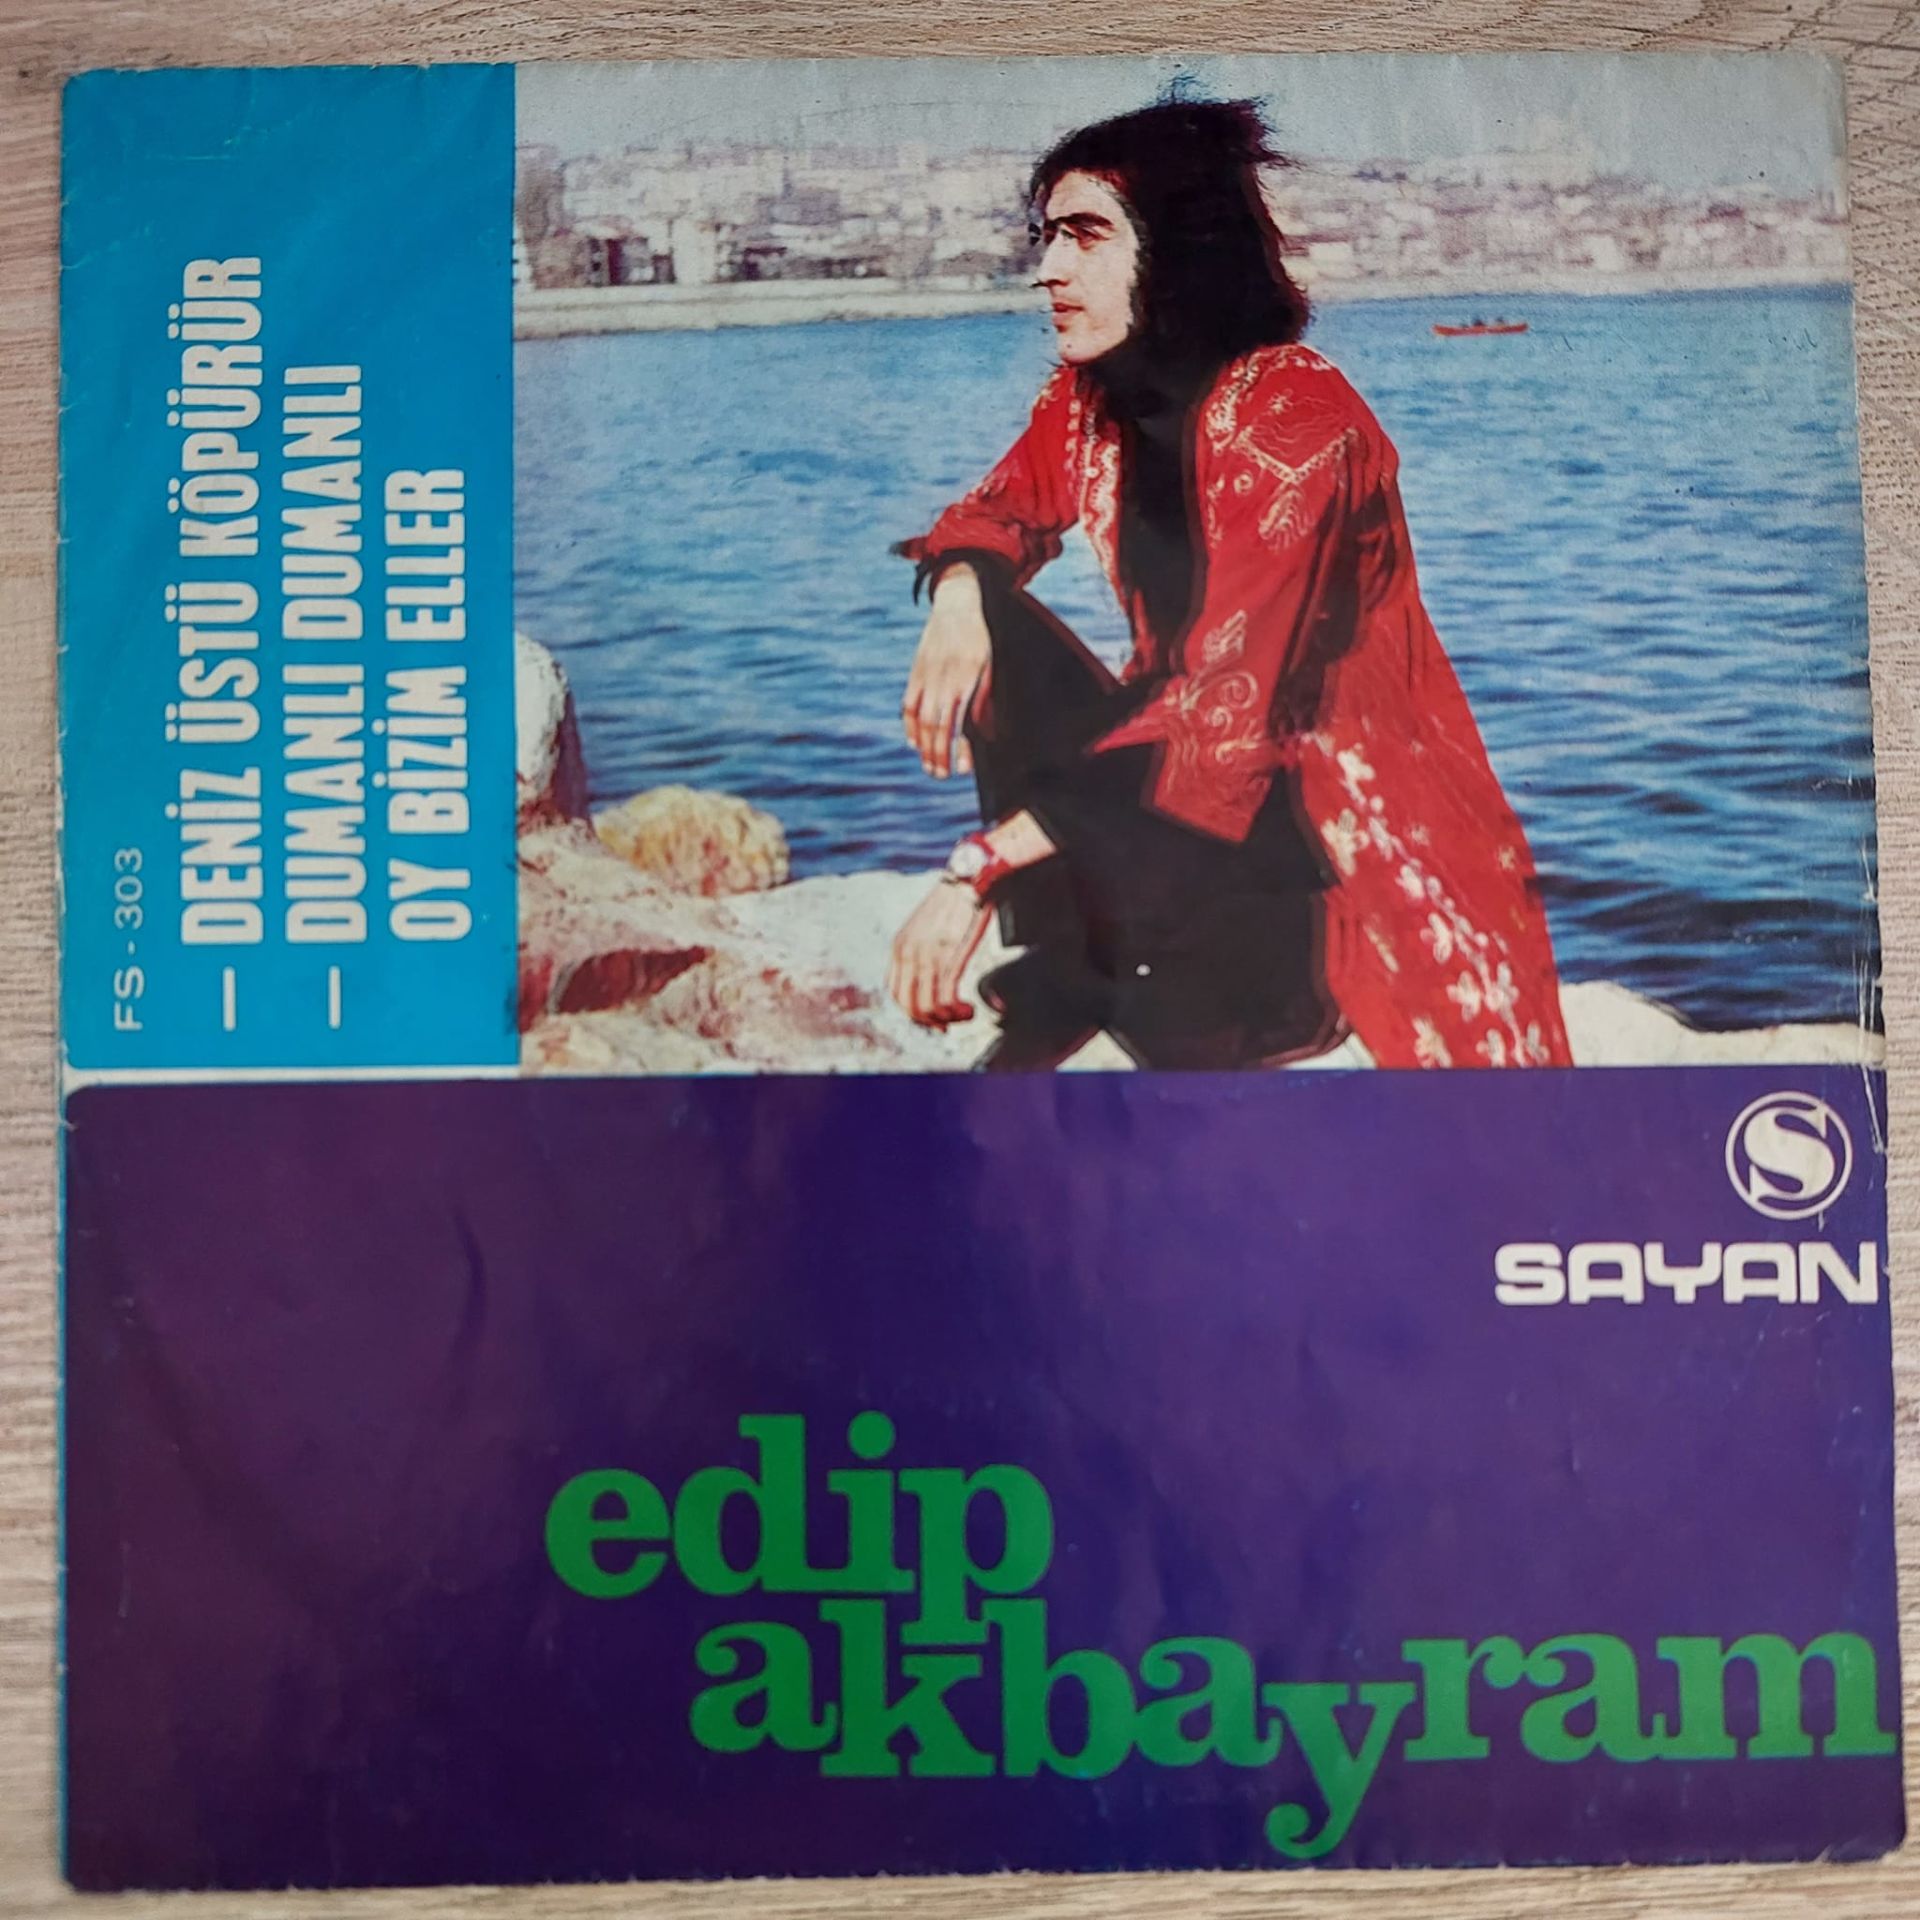 FS-303
— DENİZ ÜSTÜ KÖPÜRÜR
— DUMANLI DUMANLI
OY BİZİM ELLER
S
SAYAN
edip
akbayram